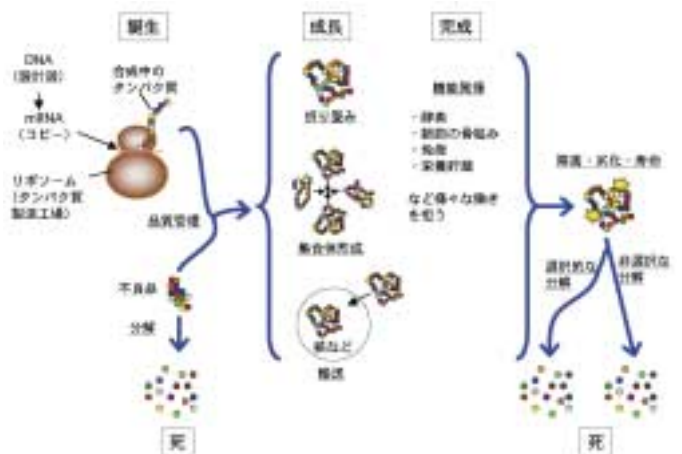 誕生
DNA
(設計図)
mRNA
(コピー)
合成中の
タンパク質
リボソーム
(タンパク質
製造工場)
品質管理
不良品
分解
死
成長
折り畳み
集合体形成
核など
輸送
完成
機能発揮
・酵素
・細胞の骨組み
・免疫
・栄養貯蔵
など様々な働き
を担う
障害・劣化・寿命
選択的な
分解
非選択な
分解
死